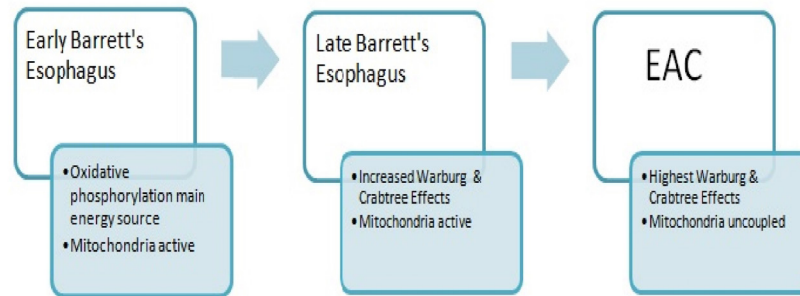 Early Barrett's
Esophagus
•Oxidative
phosphorylation main
energy source
•Mitochondria active
Late Barrett's
Esophagus
•Increased Warburg &
Crabtree Effects
•Mitochondria active
EAC
•Highest Warburg &
Crabtree Effects
•Mitochondria uncoupled